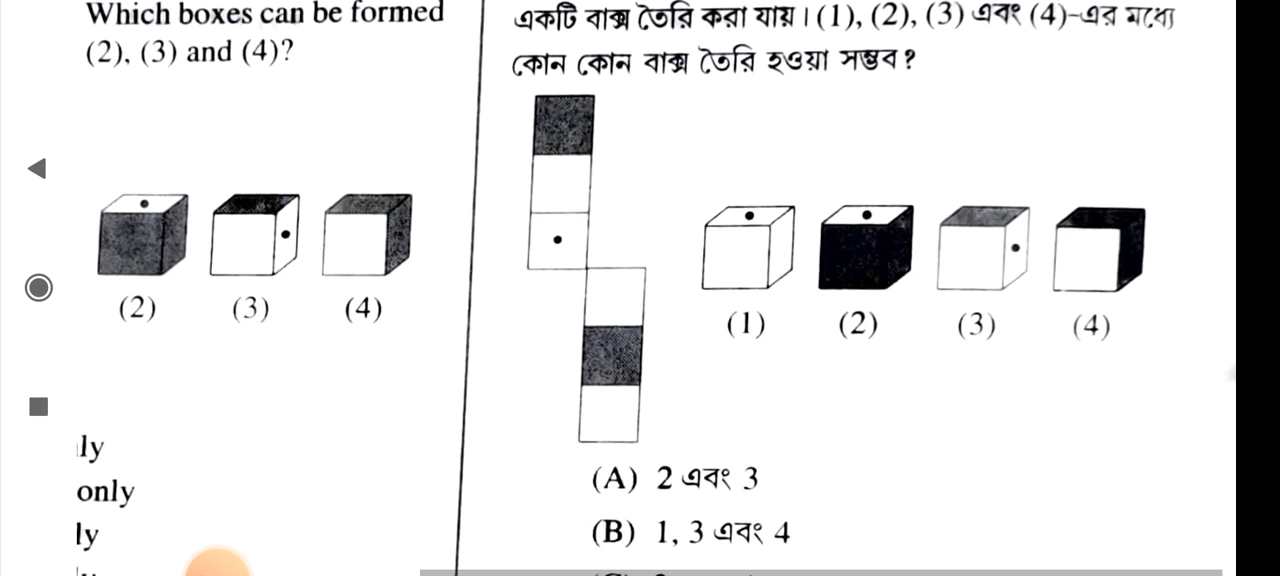 Which boxes can be formed
(2), (3) and (4)?
(2) (3) (4)
ly
only
ly
একটি বাক্স তৈরি করা যায়। (1), (2), (3) এবং (4)-এর মধ্যে
কোন কোন বাক্স তৈরি হওয়া সম্ভব?
(1) (2) (3) (4)
(A) 2 এবং 3
(B) 1, 3 এবং 4